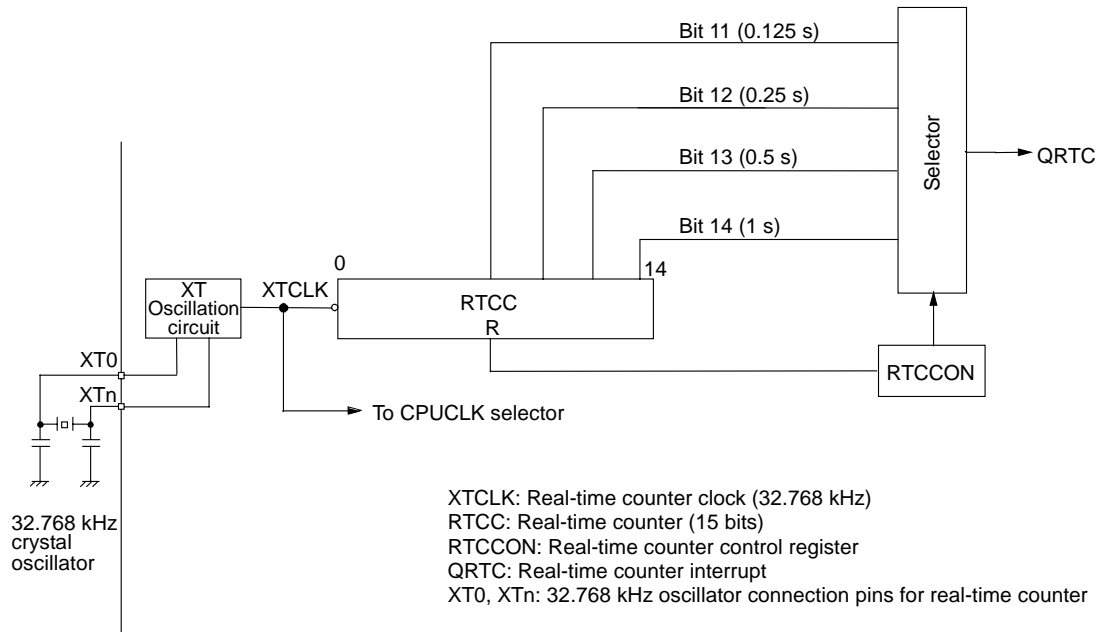 Bit 11 (0.125 s)
Bit 12 (0.25 s)
Bit 13 (0.5 s)
Bit 14 (1 s)
Selector
QRTC
0
14
XT
Oscillation
circuit
XTCLK
RTCC
R
RTCCON
XT0
XTn
To CPUCLK selector
32.768 kHz
crystal
oscillator
XTCLK: Real-time counter clock (32.768 kHz)
RTCC: Real-time counter (15 bits)
RTCCON: Real-time counter control register
QRTC: Real-time counter interrupt
XT0, XTn: 32.768 kHz oscillator connection pins for real-time counter